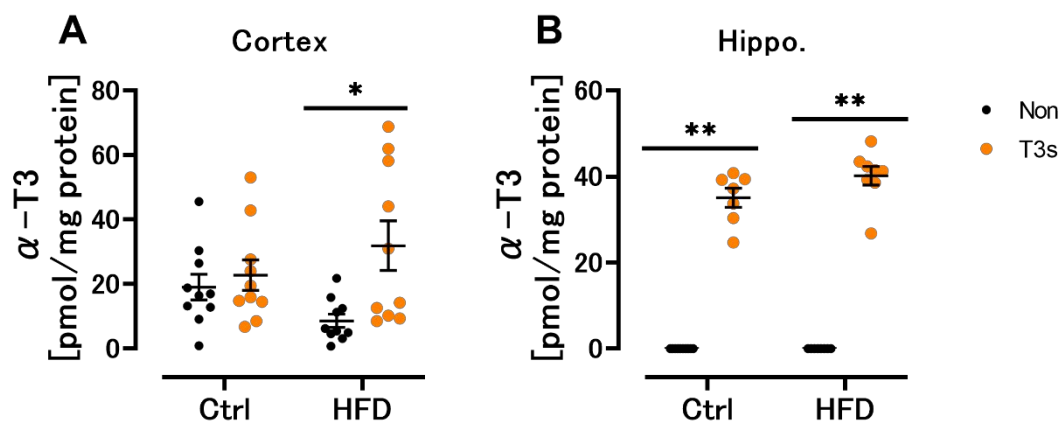 A
Cortex
α-T3
[pmol/mg protein]
80
60
40
20
0
*
Ctrl
HFD
B
Hippo.
α-T3
[pmol/mg protein]
60
40
20
0
**
**
Ctrl
HFD
Non
T3s